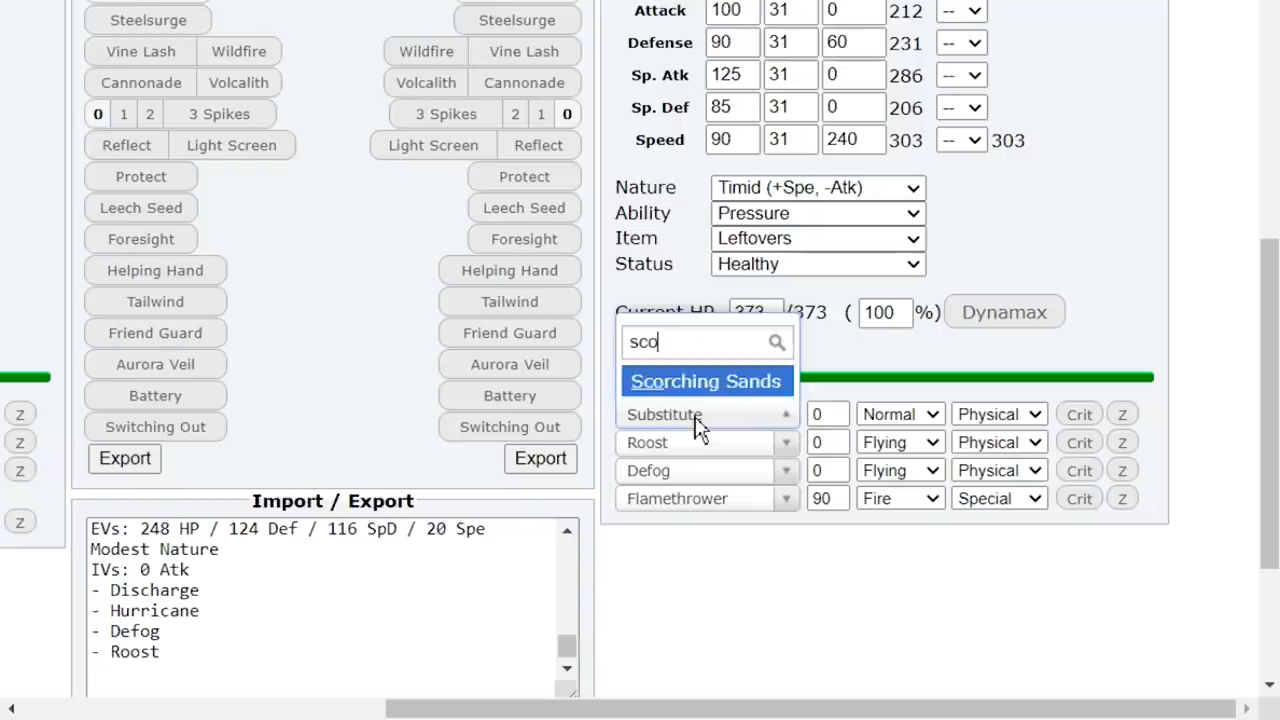 Steelsurge Steelsurge
Vine Lash Wildfire Wildfire Vine Lash
Cannonade Volcalith Volcalith Cannonade
0 1 2 3 Spikes 3 Spikes 2 1 0
Reflect Light Screen Light Screen Reflect
Protect Protect
Leech Seed Leech Seed
Foresight Foresight
Helping Hand Helping Hand
Tailwind Tailwind
Friend Guard Friend Guard
Aurora Veil Aurora Veil
Battery Battery
Switching Out Switching Out
Export Export
Z
Z
Z
Z
Import / Export
EVs: 248 HP / 124 Def / 116 SpD / 20 Spe
Modest Nature
IVs: 0 Atk
- Discharge
- Hurricane
- Defog
- Roost
Attack 100 31 0 212 --
Defense 90 31 60 231 --
Sp. Atk 125 31 0 286 --
Sp. Def 85 31 0 206 --
Speed 90 31 240 303 -- 303
Nature Timid (+Spe, -Atk)
Ability Pressure
Item Leftovers
Status Healthy
Current HP 373 /373 ( 100 %) Dynamax
sco
Scorching Sands
Substitute 0 Normal Physical Crit Z
Roost 0 Flying Physical Crit Z
Defog 0 Flying Physical Crit Z
Flamethrower 90 Fire Special Crit Z